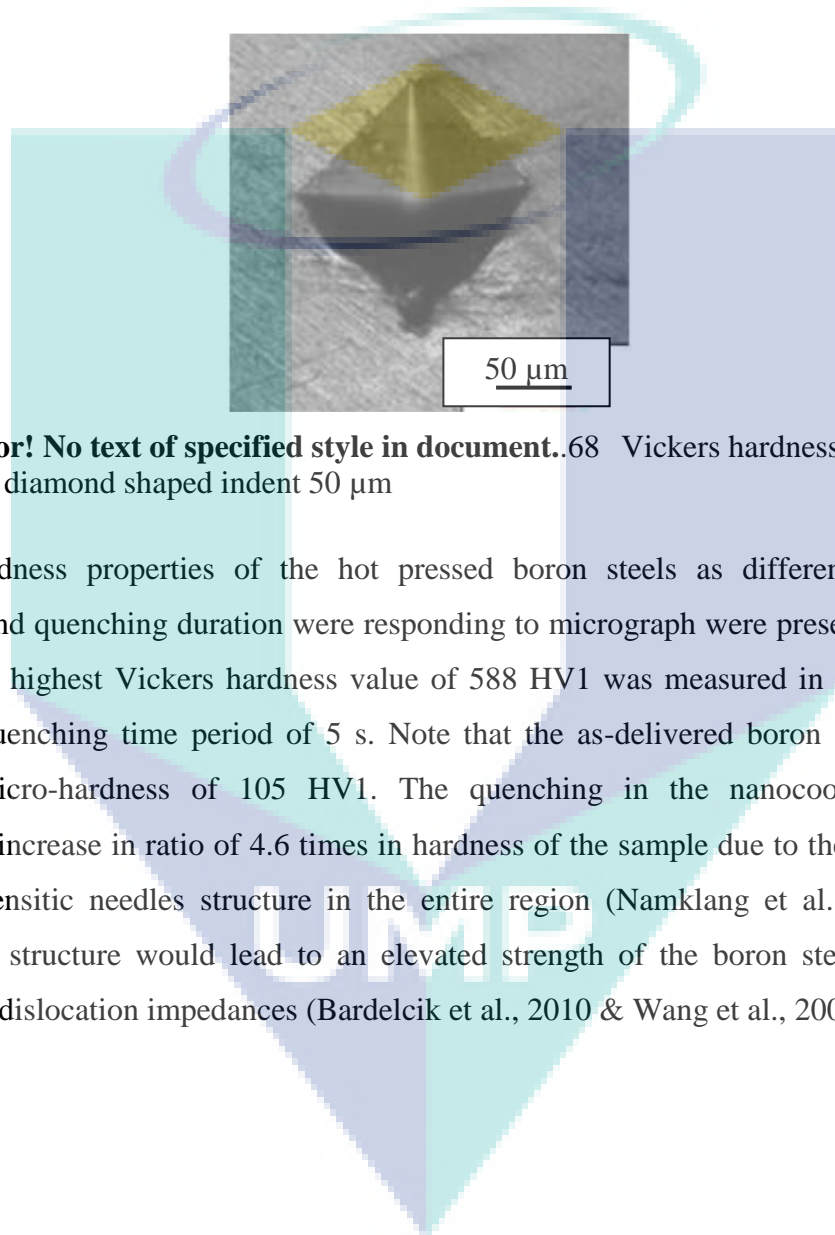 50 µm
or! No text of specified style in document..68 Vickers hardness
diamond shaped indent 50 µm
dness properties of the hot pressed boron steels as differen
nd quenching duration were responding to micrograph were prese
highest Vickers hardness value of 588 HV1 was measured in
uenching time period of 5 s. Note that the as-delivered boron
icro-hardness of 105 HV1. The quenching in the nanocoo
increase in ratio of 4.6 times in hardness of the sample due to the
ensitic needles structure in the entire region (Namklang et al.
structure would lead to an elevated strength of the boron ste
dislocation impedances (Bardelcik et al., 2010 & Wang et al., 200
UMP